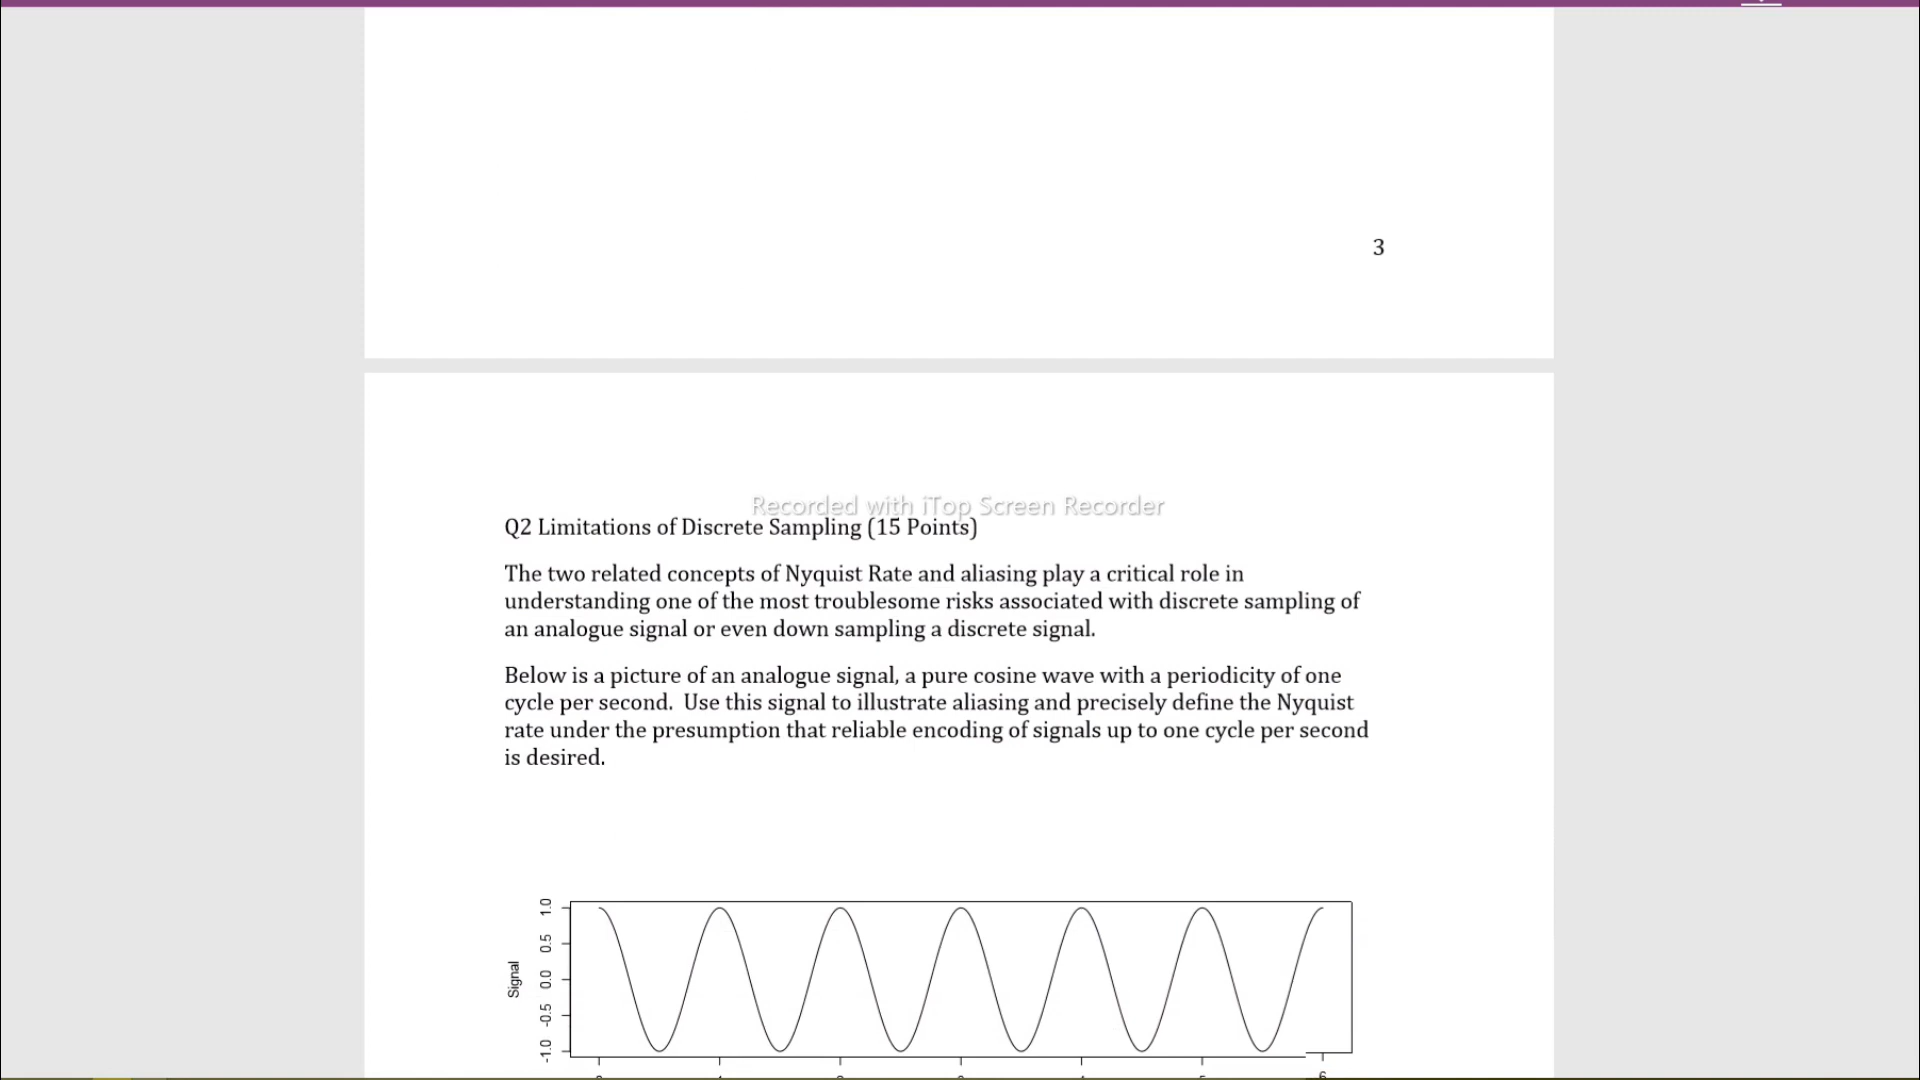 3
Recorded with iTop Screen Recorder
Q2 Limitations of Discrete Sampling (15 Points)
The two related concepts of Nyquist Rate and aliasing play a critical role in
understanding one of the most troublesome risks associated with discrete sampling of
an analogue signal or even down sampling a discrete signal.
Below is a picture of an analogue signal, a pure cosine wave with a periodicity of one
cycle per second.  Use this signal to illustrate aliasing and precisely define the Nyquist
rate under the presumption that reliable encoding of signals up to one cycle per second
is desired.
1.0
0.5
0.0
-0.5
-1.0
Signal